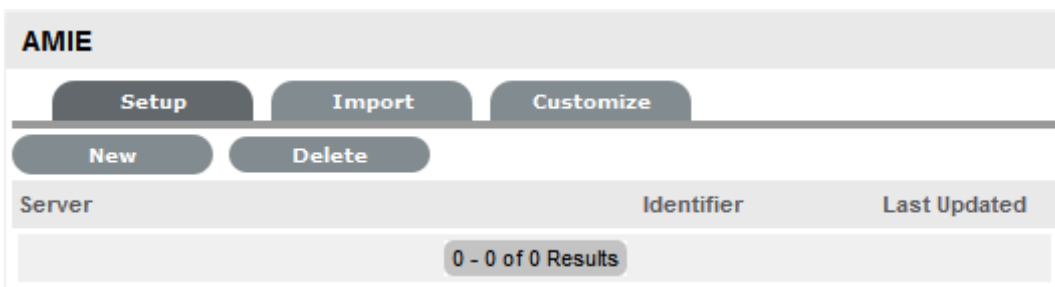 AMIE
Setup Import Customize
New Delete
Server Identifier Last Updated
0 - 0 of 0 Results